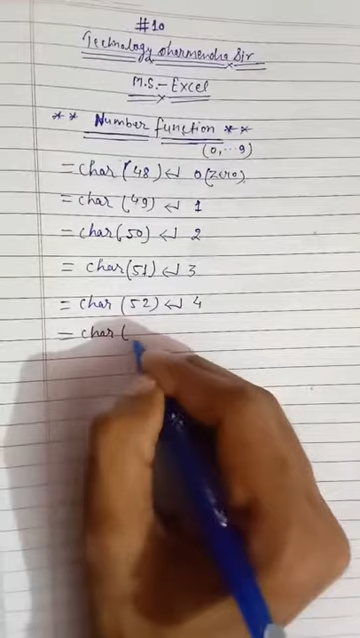 #10
Technology Dharmendra Sir
M.S.-Excel
** Number function **
(0,...9)
= char (48) ↵ 0 (zero)
= char (49) ↵ 1
= char (50) ↵ 2
= char (51) ↵ 3
= char (52) ↵ 4
= char (